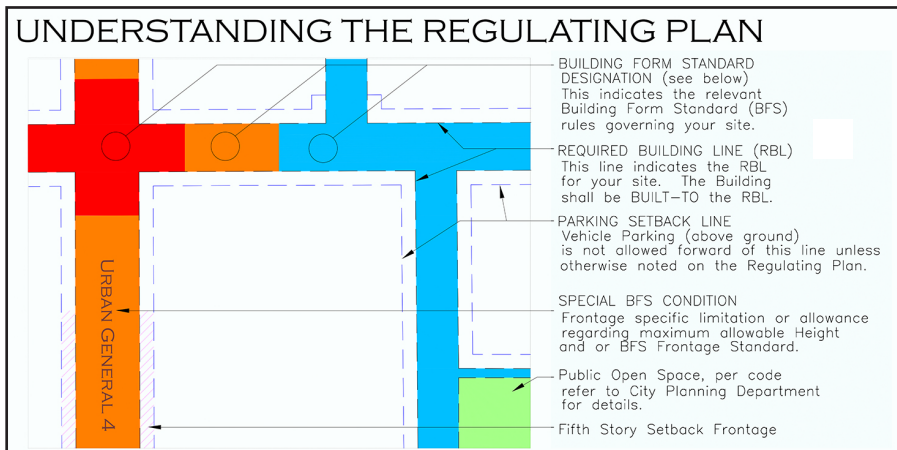 UNDERSTANDING THE REGULATING PLAN
BUILDING FORM STANDARD
DESIGNATION (see below)
This indicates the relevant
Building Form Standard (BFS)
rules governing your site.
REQUIRED BUILDING LINE (RBL)
This line indicates the RBL
for your site. The Building
shall be BUILT-TO the RBL.
PARKING SETBACK LINE
Vehicle Parking (above ground)
is not allowed forward of this line unless
otherwise noted on the Regulating Plan.
SPECIAL BFS CONDITION
Frontage specific limitation or allowance
regarding maximum allowable Height
and or BFS Frontage Standard.
Public Open Space, per code
refer to City Planning Department
for details.
Fifth Story Setback Frontage
URBAN GENERAL 4